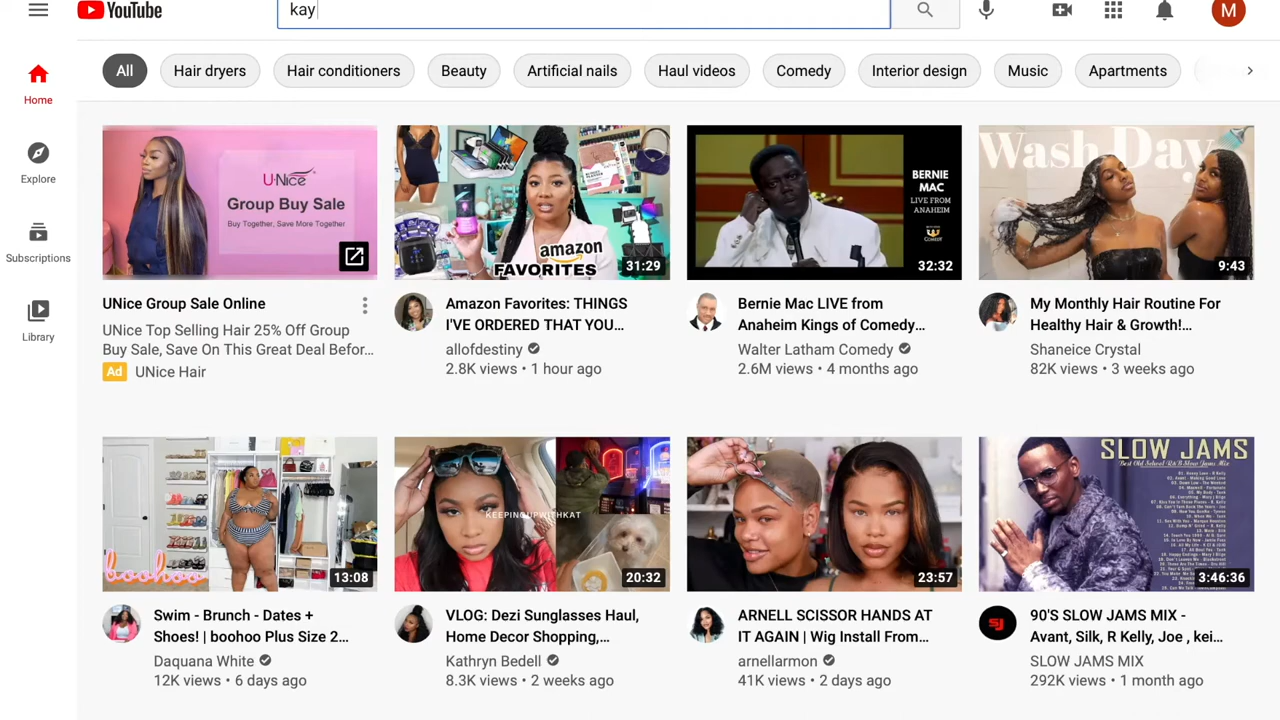 YouTube
kay
M
All
Hair dryers
Hair conditioners
Beauty
Artificial nails
Haul videos
Comedy
Interior design
Music
Apartments
Home
Explore
Subscriptions
Library
UNice
Group Buy Sale
Buy Together, Save More Together
amazon
FAVORITES
31:29
BERNIE
MAC
LIVE FROM
ANAHEIM
32:32
Wash Day
9:43
UNice Group Sale Online
UNice Top Selling Hair 25% Off Group
Buy Sale, Save On This Great Deal Befor...
Ad UNice Hair
Amazon Favorites: THINGS
I'VE ORDERED THAT YOU...
allofdestiny
2.8K views • 1 hour ago
Bernie Mac LIVE from
Anaheim Kings of Comedy...
Walter Latham Comedy
2.6M views • 4 months ago
My Monthly Hair Routine For
Healthy Hair & Growth!...
Shaneice Crystal
82K views • 3 weeks ago
boohoo
13:08
KEEPINGUPWITHKAT
20:32
23:57
SLOW JAMS
Best Old School R&B Slow Jams Mix
3:46:36
Swim - Brunch - Dates +
Shoes! | boohoo Plus Size 2...
Daquana White
12K views • 6 days ago
VLOG: Dezi Sunglasses Haul,
Home Decor Shopping,...
Kathryn Bedell
8.3K views • 2 weeks ago
ARNELL SCISSOR HANDS AT
IT AGAIN | Wig Install From...
arnellarmon
41K views • 2 days ago
SJ
90'S SLOW JAMS MIX -
Avant, Silk, R Kelly, Joe , kei...
SLOW JAMS MIX
292K views • 1 month ago